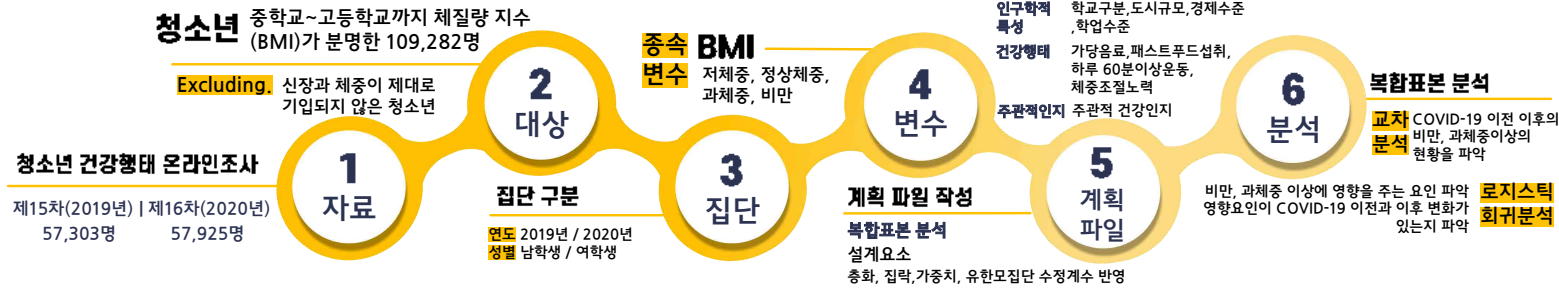 청소년 건강행태 온라인조사
제15차(2019년) | 제16차(2020년)
57,303명 57,925명
1
자료
청소년 중학교~고등학교까지 체질량 지수
(BMI)가 분명한 109,282명
Excluding. 신장과 체중이 제대로
기입되지 않은 청소년
2
대상
집단 구분
연도 2019년 / 2020년
성별 남학생 / 여학생
3
집단
종속 BMI
변수 저체중, 정상체중,
과체중, 비만
4
변수
인구학적 학교구분,도시규모,경제수준
특성 ,학업수준
건강행태 가당음료,패스트푸드섭취,
하루 60분이상운동,
체중조절노력
주관적인지 주관적 건강인지
계획 파일 작성
복합표본 분석
설계요소
층화, 집락,가중치, 유한모집단 수정계수 반영
5
계획
파일
6
분석
복합표본 분석
교차 COVID-19 이전 이후의
분석 비만, 과체중이상의
현황을 파악
비만, 과체중 이상에 영향을 주는 요인 파악 로지스틱
영향요인이 COVID-19 이전과 이후 변화가 회귀분석
있는지 파악